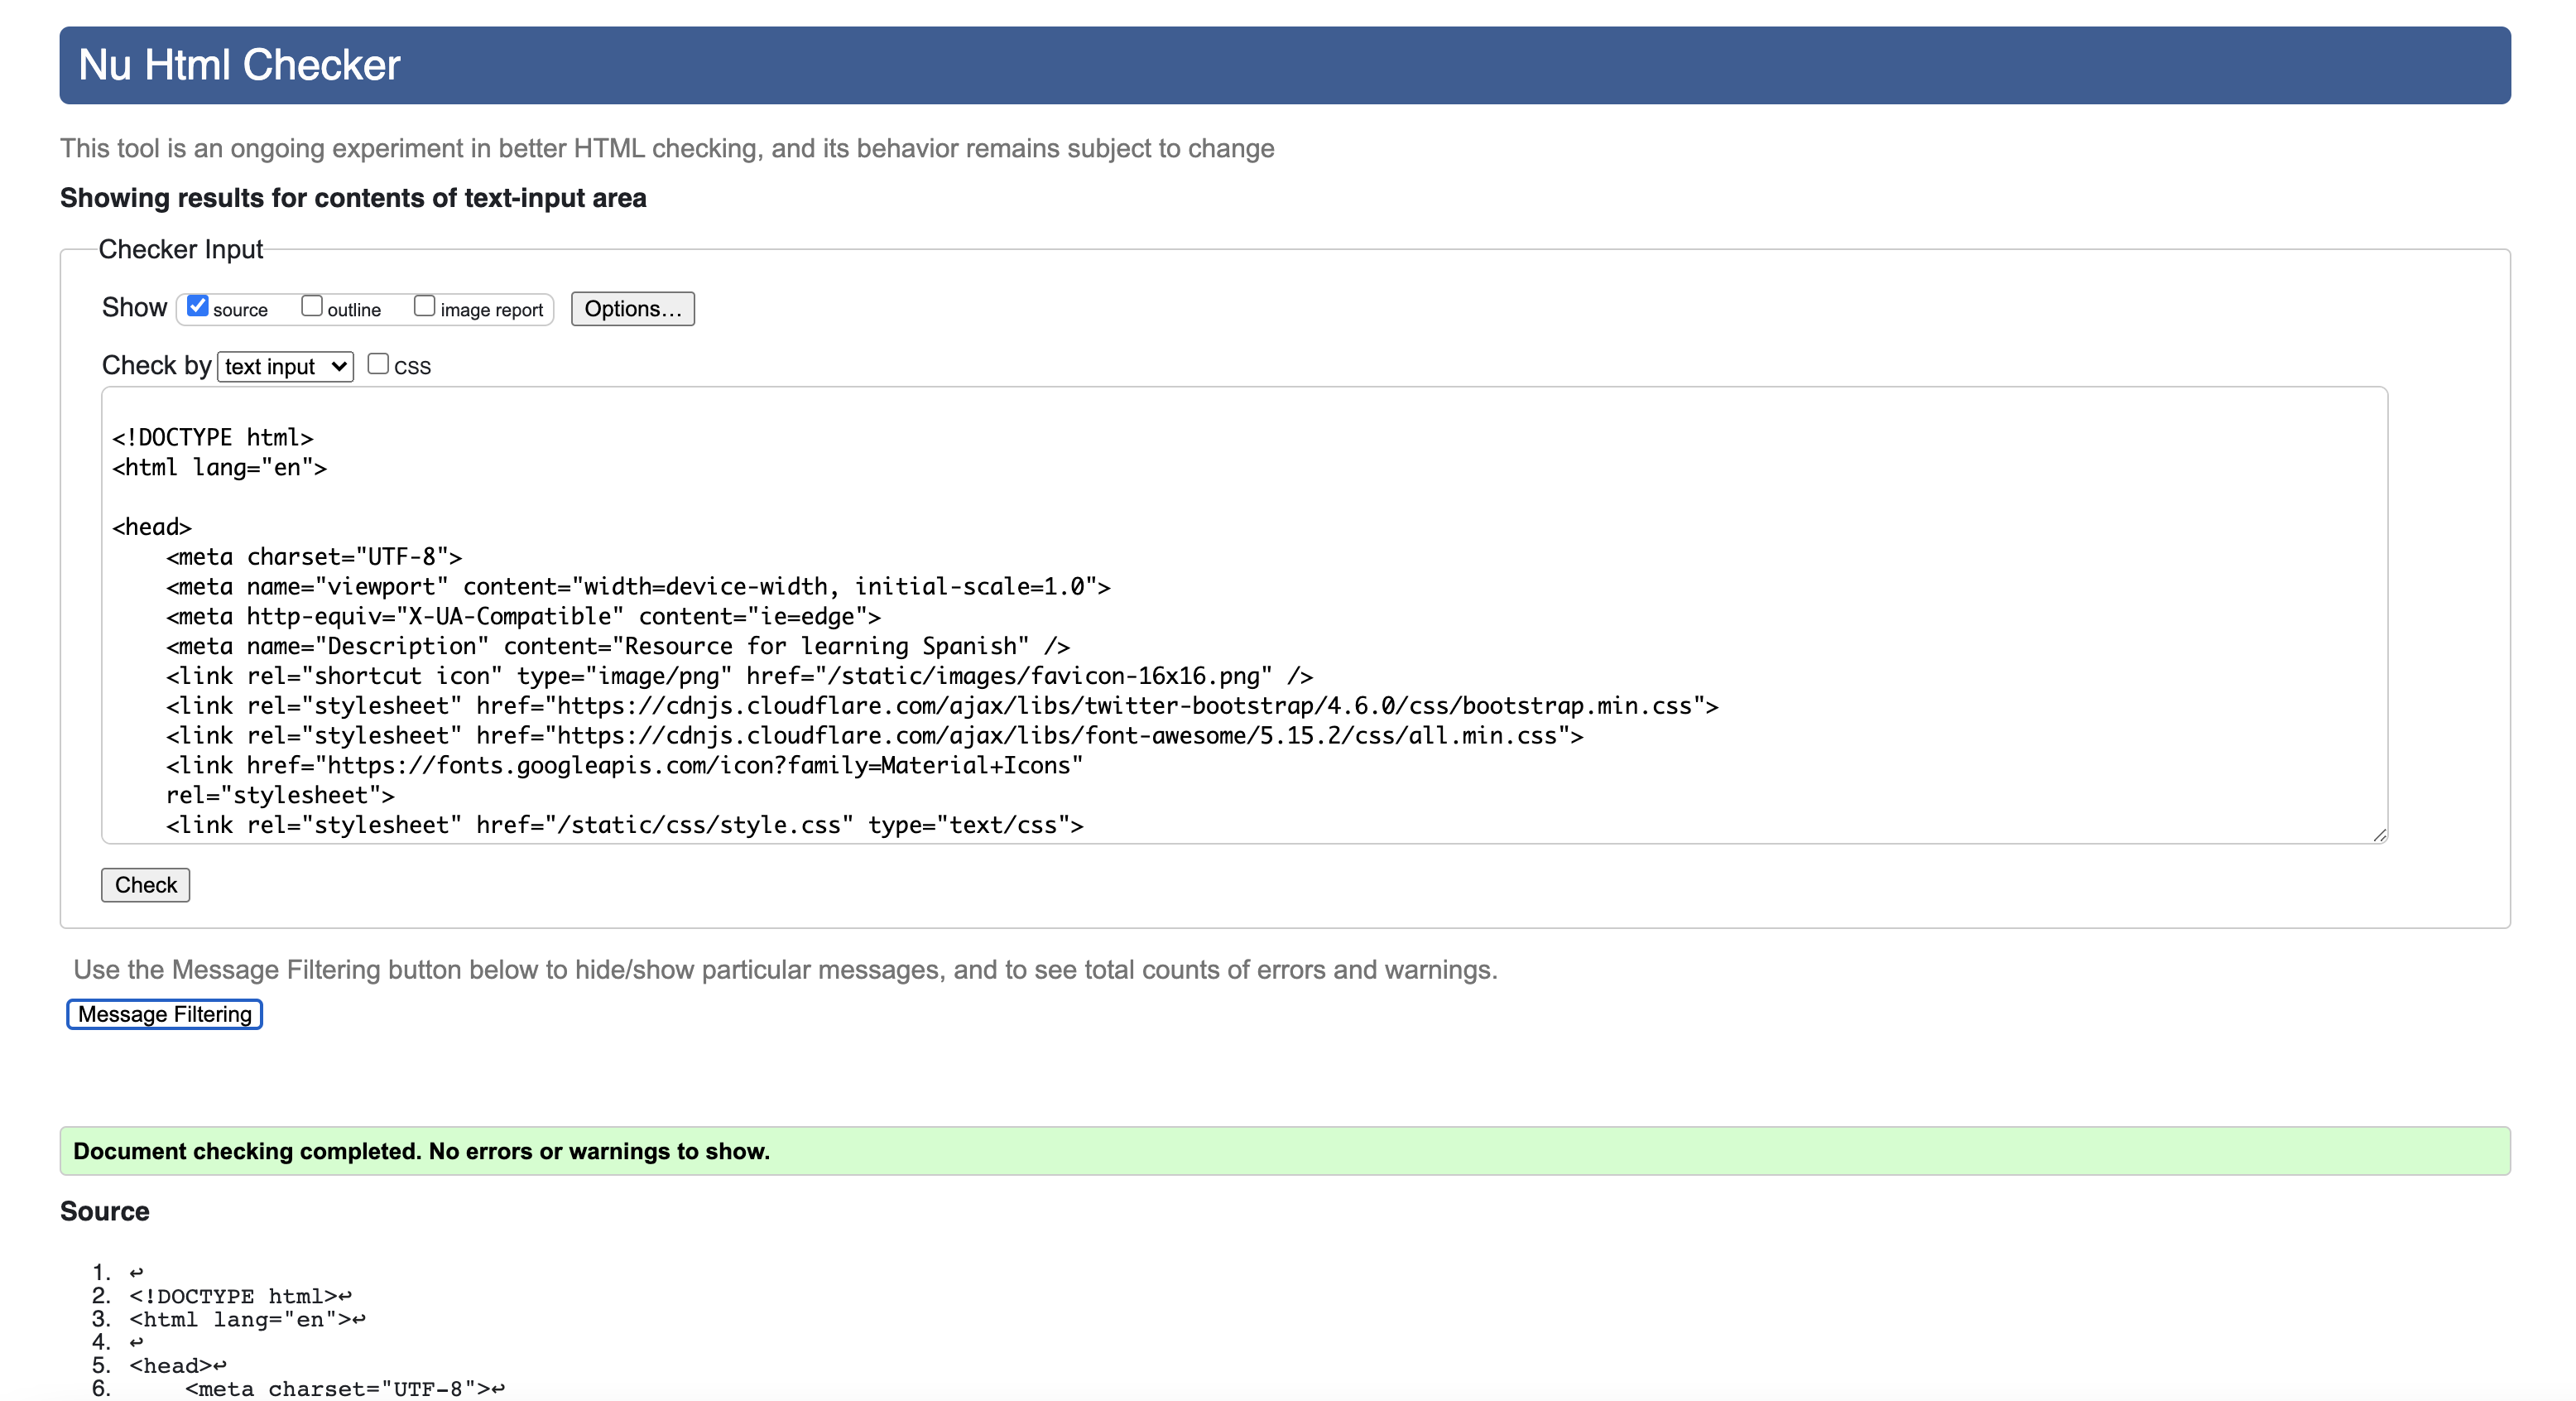 Nu Html Checker
This tool is an ongoing experiment in better HTML checking, and its behavior remains subject to change
Showing results for contents of text-input area
Checker Input
Show source outline image report Options...
Check by text input CSS
<!DOCTYPE html>
<html lang="en">
<head>
    <meta charset="UTF-8">
    <meta name="viewport" content="width=device-width, initial-scale=1.0">
    <meta http-equiv="X-UA-Compatible" content="ie=edge">
    <meta name="Description" content="Resource for learning Spanish" />
    <link rel="shortcut icon" type="image/png" href="/static/images/favicon-16x16.png" />
    <link rel="stylesheet" href="https://cdnjs.cloudflare.com/ajax/libs/twitter-bootstrap/4.6.0/css/bootstrap.min.css">
    <link rel="stylesheet" href="https://cdnjs.cloudflare.com/ajax/libs/font-awesome/5.15.2/css/all.min.css">
    <link href="https://fonts.googleapis.com/icon?family=Material+Icons"
    rel="stylesheet">
    <link rel="stylesheet" href="/static/css/style.css" type="text/css">
Check
Use the Message Filtering button below to hide/show particular messages, and to see total counts of errors and warnings.
Message Filtering
Document checking completed. No errors or warnings to show.
Source
1. ↩
2. <!DOCTYPE html>↩
3. <html lang="en">↩
4. ↩
5. <head>↩
6.     <meta charset="UTF-8">↩